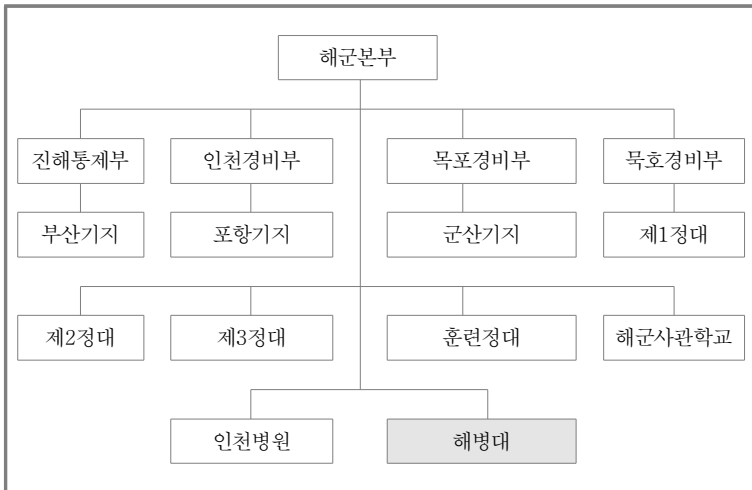 해군본부
진해통제부 인천경비부 목포경비부 묵호경비부
부산기지 포항기지 군산기지 제1정대
제2정대 제3정대 훈련정대 해군사관학교
인천병원 해병대